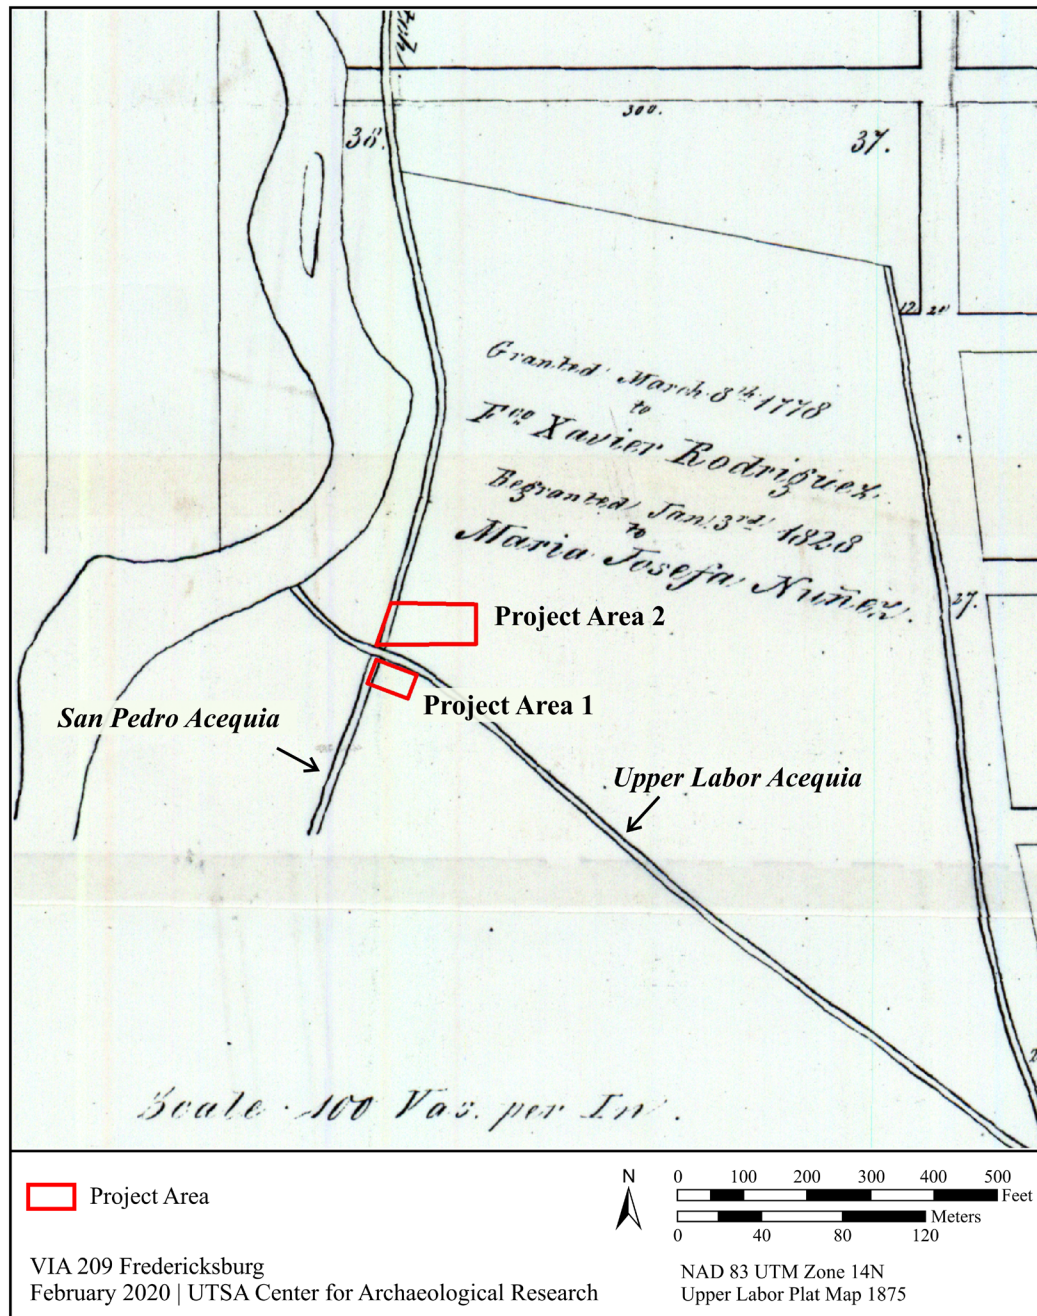 300.
38.
37.
12.
20
Granted March 8th 1778
to
Fco Xavier Rodriguez.
Regranted Jan: 3rd 1828
to
Maria Josefa Nuñez.
27.
Project Area 2
Project Area 1
San Pedro Acequia
Upper Labor Acequia
Scale 100 Vas. per In.
Project Area
N
0 100 200 300 400 500
Feet
Meters
0 40 80 120
VIA 209 Fredericksburg
February 2020 | UTSA Center for Archaeological Research
NAD 83 UTM Zone 14N
Upper Labor Plat Map 1875